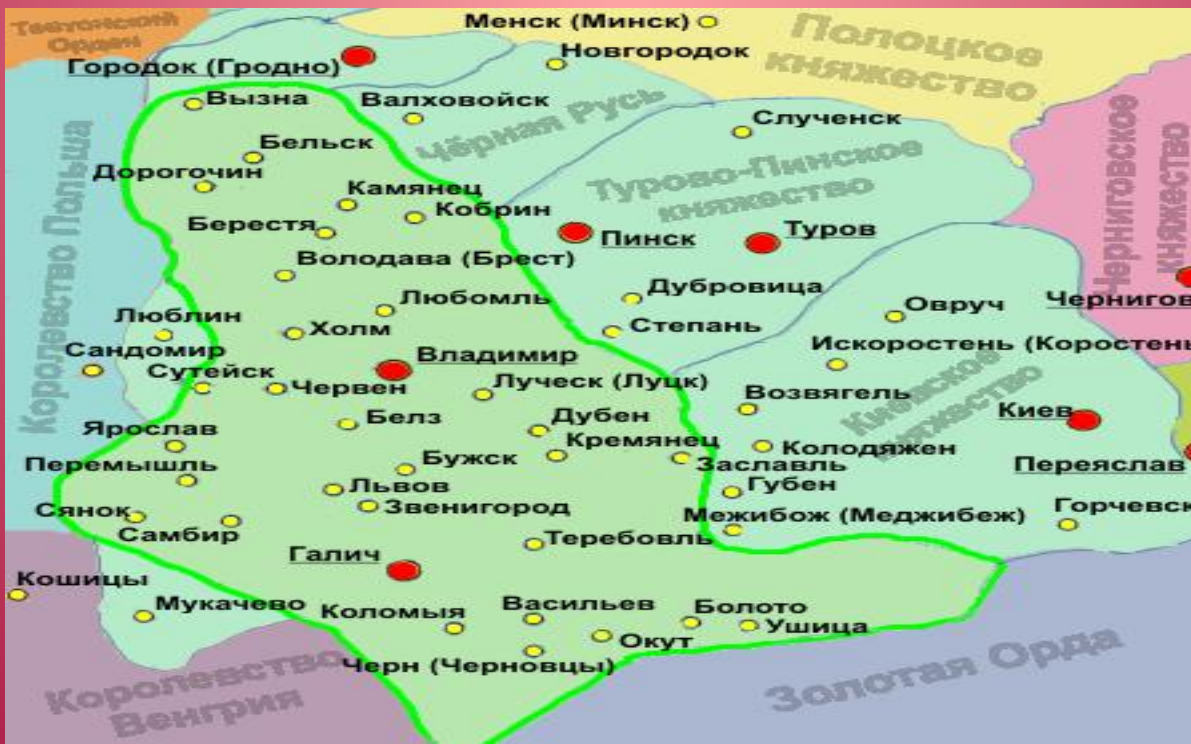 Тевтонский
Орден
Менск (Минск)
Полоцкое
княжество
Городок (Гродно)
Новгородок
Вызна
Валховойск
Чёрная Русь
Слученск
Черниговское
княжество
Бельск
Дорогочин
Камянец
Кобрин
Турово-Пинское
княжество
Берестя
Пинск
Туров
Королевство Польша
Володава (Брест)
Дубровица
Чернигов
Любомль
Овруч
Люблин
Холм
Степань
Сандомир
Владимир
Искоростень (Коростень
Сутейск
Червен
Луческ (Луцк)
Возвягель
Киевское
княжество
Киев
Белз
Дубен
Ярослав
Кремянец
Колодяжен
Перемышль
Бужск
Заславль
Переяслав
Львов
Губен
Сянок
Звенигород
Межибож (Меджибеж)
Горчевск
Самбир
Теребовль
Галич
Кошицы
Мукачево
Коломыя
Васильев
Болото
Ушица
Окут
Черн (Черновцы)
Королевство
Венгрия
Золотая Орда